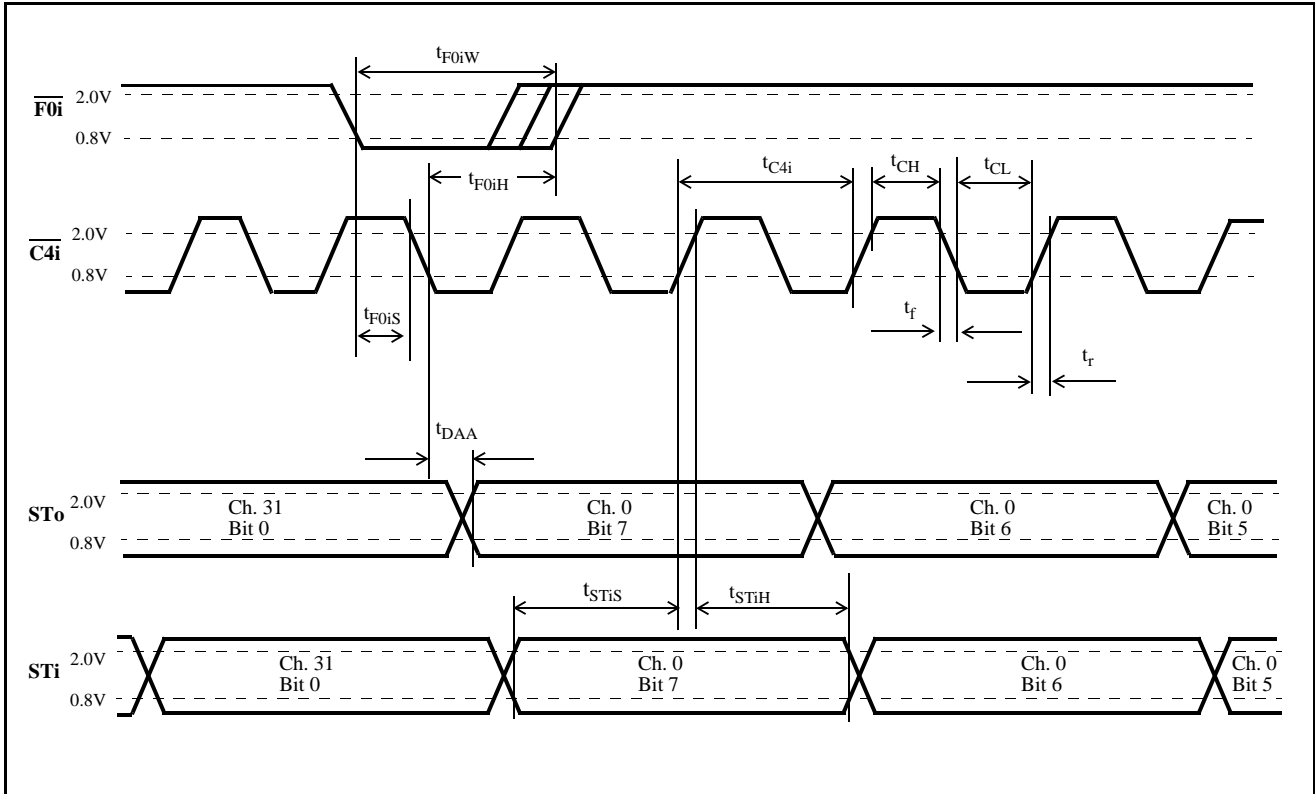 tF0iW
F0i
2.0V
0.8V
tF0iH
tC4i
tCH
tCL
C4i
2.0V
0.8V
tF0iS
tf
tr
tDAA
STo
2.0V
0.8V
Ch. 31
Bit 0
Ch. 0
Bit 7
Ch. 0
Bit 6
Ch. 0
Bit 5
tSTiS
tSTiH
STi
2.0V
0.8V
Ch. 31
Bit 0
Ch. 0
Bit 7
Ch. 0
Bit 6
Ch. 0
Bit 5